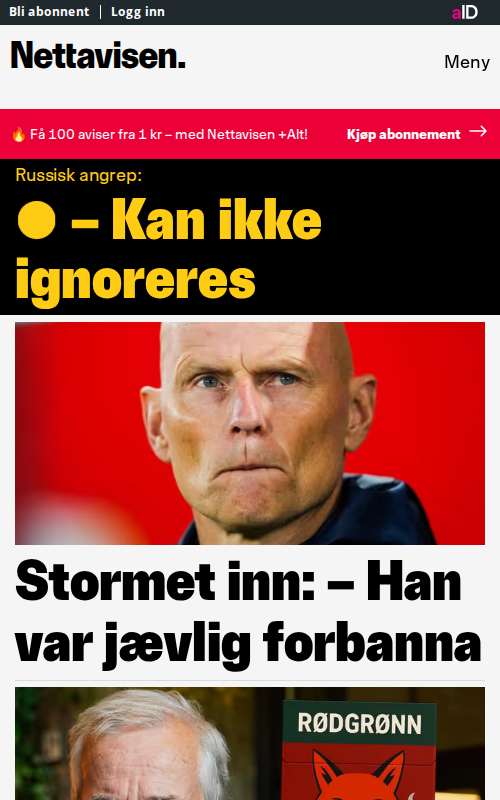 Bli abonnent | Logg inn
aID
Nettavisen.
Meny
🔥 Få 100 aviser fra 1 kr – med Nettavisen +Alt!
Kjøp abonnement →
Russisk angrep:
– Kan ikke
ignoreres
Stormet inn: – Han
var jævlig forbanna
RØDGRØNN